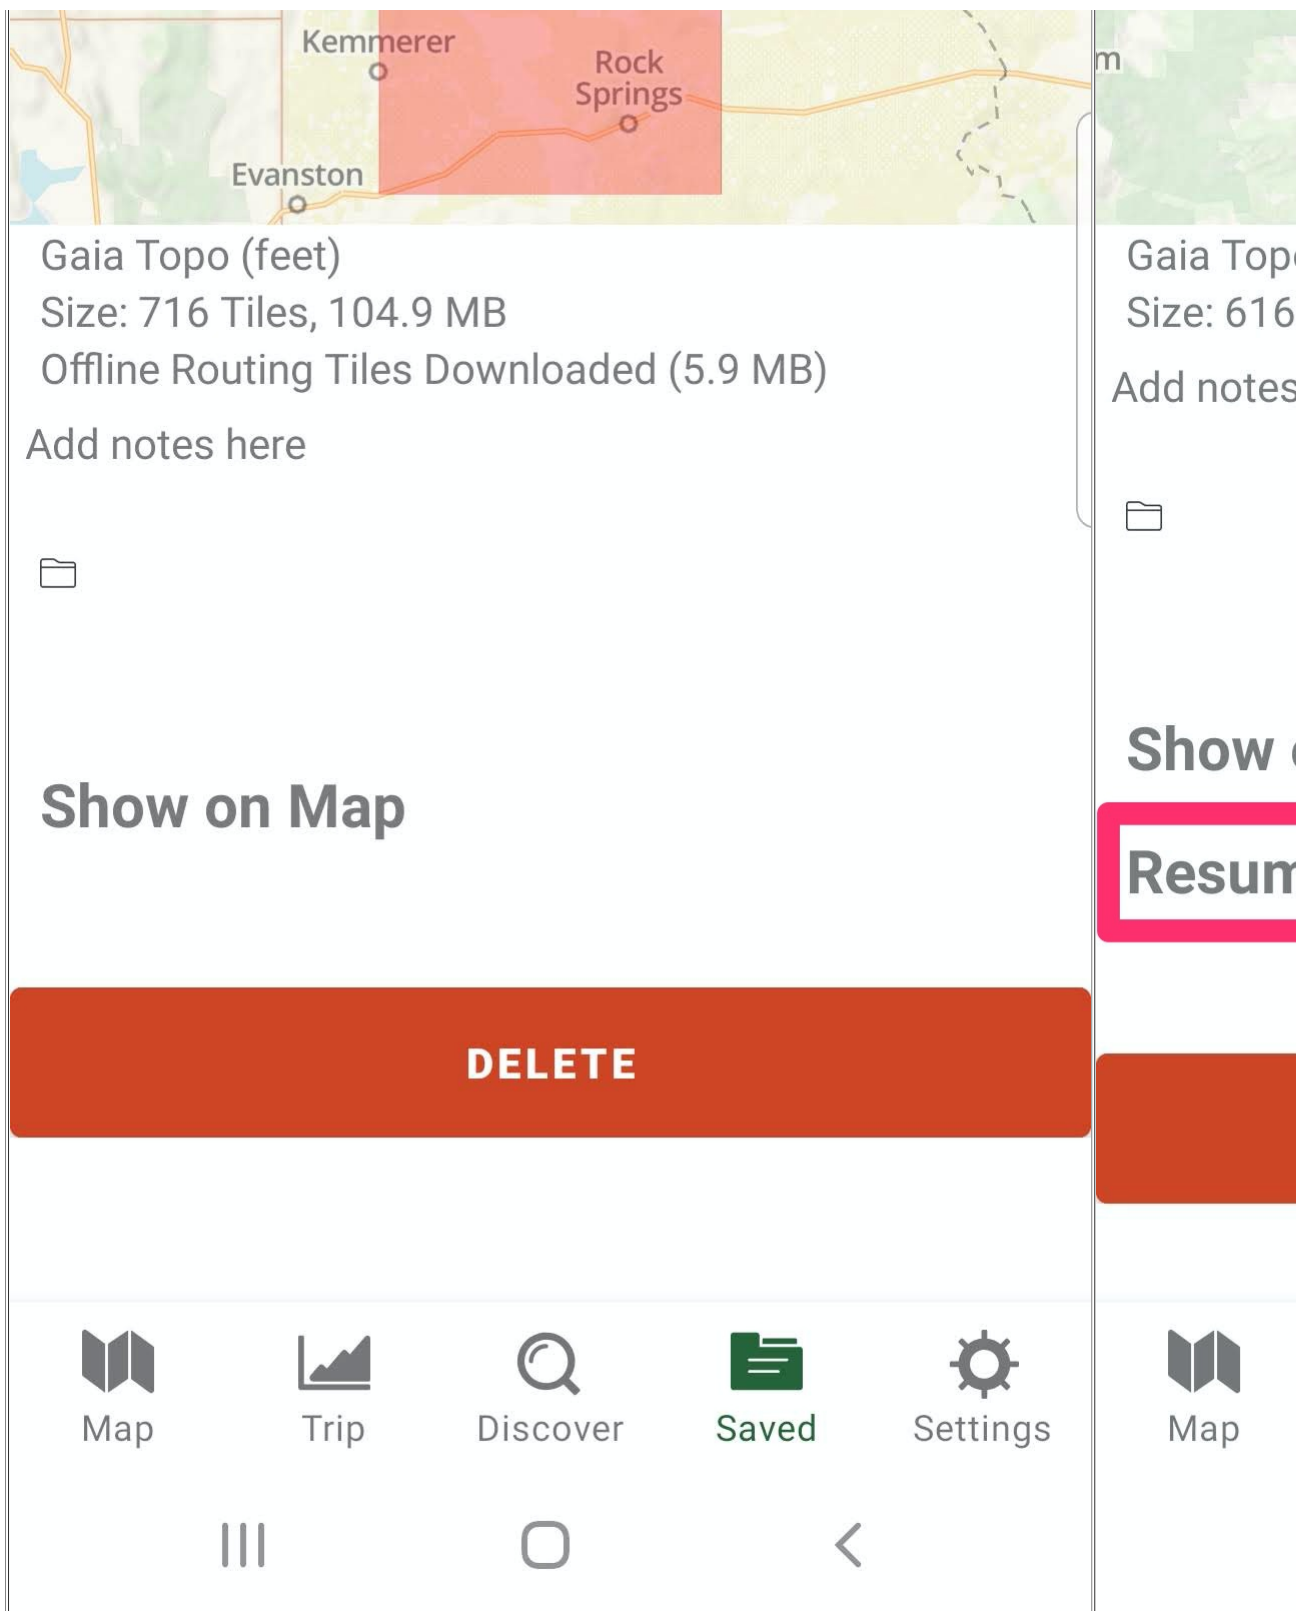 Kemmerer
Rock
Springs
Evanston
Gaia Topo (feet)
Size: 716 Tiles, 104.9 MB
Offline Routing Tiles Downloaded (5.9 MB)
Add notes here
Show on Map
DELETE
Map Trip Discover Saved Settings
m
Gaia Topo
Size: 616
Add notes
Show
Resum
Map